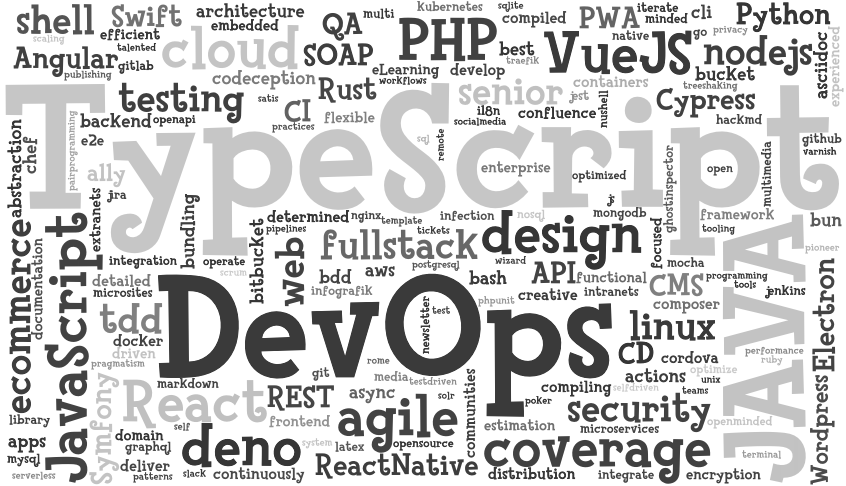 shell
scaling
Swift
efficient
talented
architecture
embedded
cloud
QA
multi
SOAP
kubernetes
sqlite
compiled
PHP
best
traefik
PWA
iterate
minded
cli
native
go
privacy
Python
Angular
publishing
gitlab
codeception
eLearning
workflows
develop
VueJS
nodejs
asciidoc
experienced
testing
satis
CI
practices
Rust
flexible
senior
jest
containers
nushell
bucket
treeshaking
Cypress
hackmd
backend
openapi
il8n
socialmedia
confluence
github
varnish
abstraction
chef
pairprogramming
e2e
ally
jra
TypeScript
sql
remote
enterprise
optimized
js
ghostinspector
open
multimedia
extranets
bundling
determined
nginx
template
infection
nosql
mongodb
framework
tooling
bun
pioneer
ecommerce
documentation
JavaScript
integration
operate
scrum
bitbucket
pipelines
web
fullstack
tickets
postgresql
design
wizard
focused
mocha
JAVA
detailed
microsites
bdd
aws
infografik
bash
phpunit
API
functional
creative
intranets
CMS
composer
programming
tools
jenkins
Electron
tdd
docker
driven
pragmatism
DevOps
newsletter
test
linux
CD
cordova
actions
optimize
unix
teams
performance
ruby
markdown
git
rome
media
testdriven
compiling
selfdriven
poker
Symfony
React
self
REST
async
solr
frontend
agile
communities
estimation
security
microservices
openminded
Wordpress
library
apps
mysql
serverless
domain
graphql
deliver
patterns
deno
slack
continuously
system
latex
opensource
ReactNative
coverage
distribution
integrate
encryption
terminal